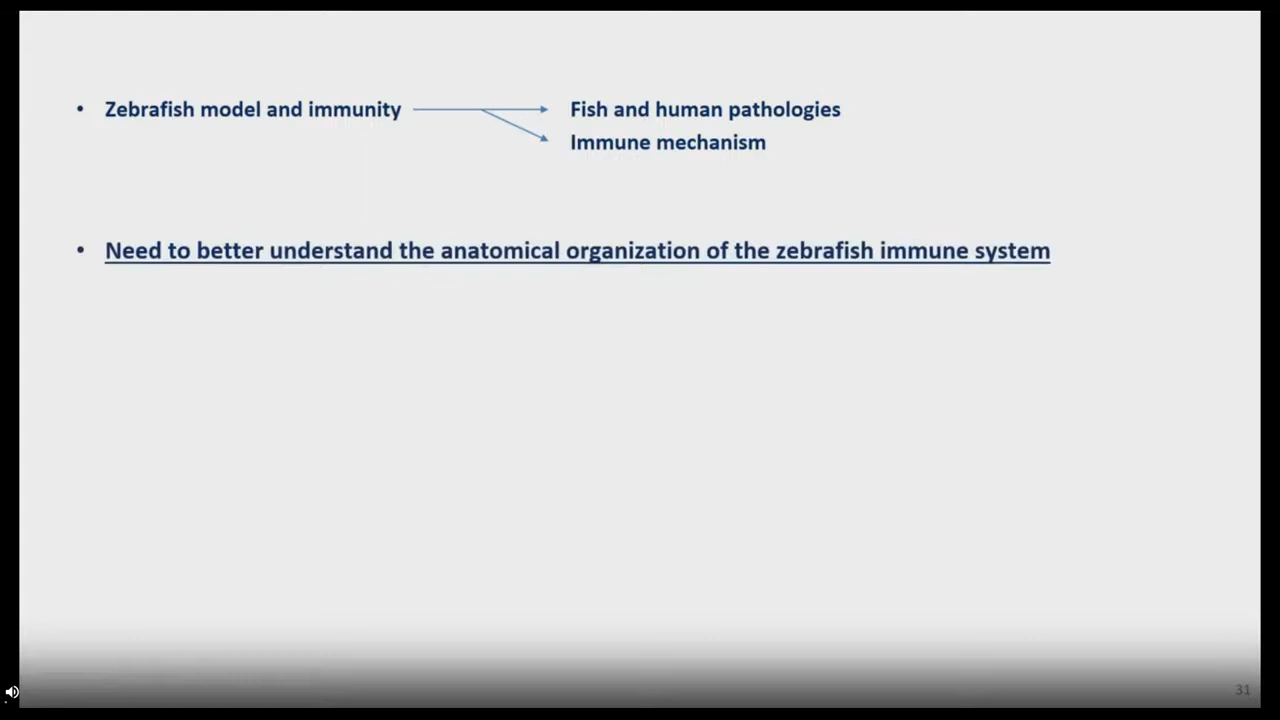 • Zebrafish model and immunity Fish and human pathologies
Immune mechanism
• Need to better understand the anatomical organization of the zebrafish immune system
31